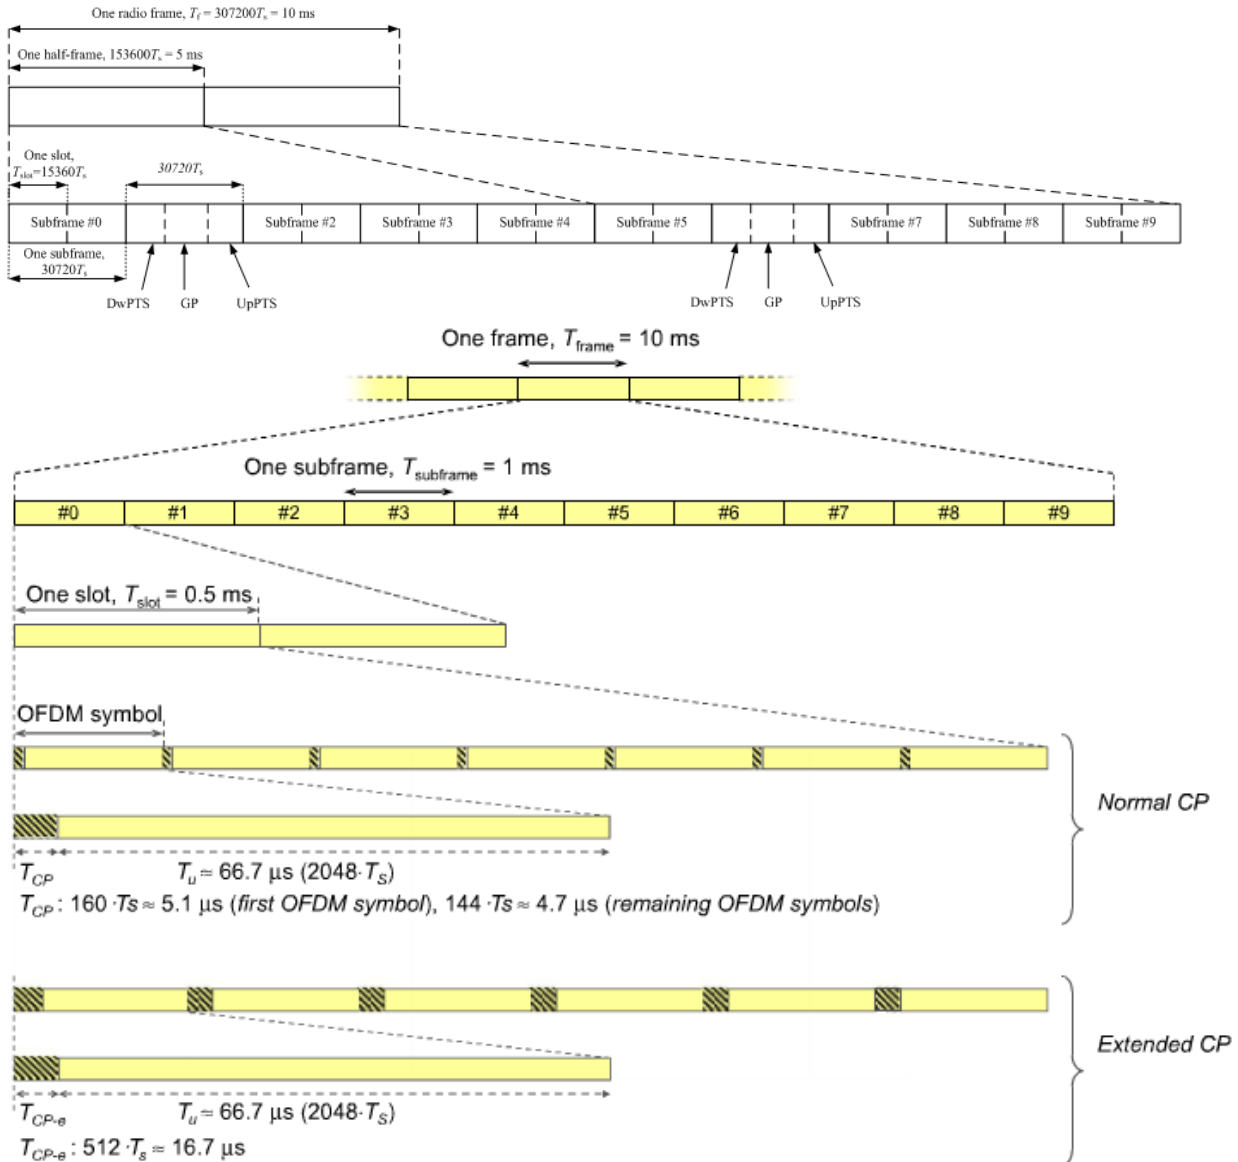 One radio frame, Tf = 307200Ts = 10 ms
One half-frame, 153600Ts = 5 ms
One slot,
Tslot=15360Ts
30720Ts
Subframe #0
Subframe #2
Subframe #3
Subframe #4
Subframe #5
Subframe #7
Subframe #8
Subframe #9
One subframe,
30720Ts
DwPTS
GP
UpPTS
DwPTS
GP
UpPTS
One frame, Tframe = 10 ms
One subframe, Tsubframe = 1 ms
#0 #1 #2 #3 #4 #5 #6 #7 #8 #9
One slot, Tslot = 0.5 ms
OFDM symbol
Normal CP
TCP
Tu ≈ 66.7 µs (2048·TS)
TCP : 160 ·Ts ≈ 5.1 µs (first OFDM symbol), 144 ·Ts ≈ 4.7 µs (remaining OFDM symbols)
Extended CP
TCP-e
Tu ≈ 66.7 µs (2048·TS)
TCP-e : 512 ·Ts ≈ 16.7 µs